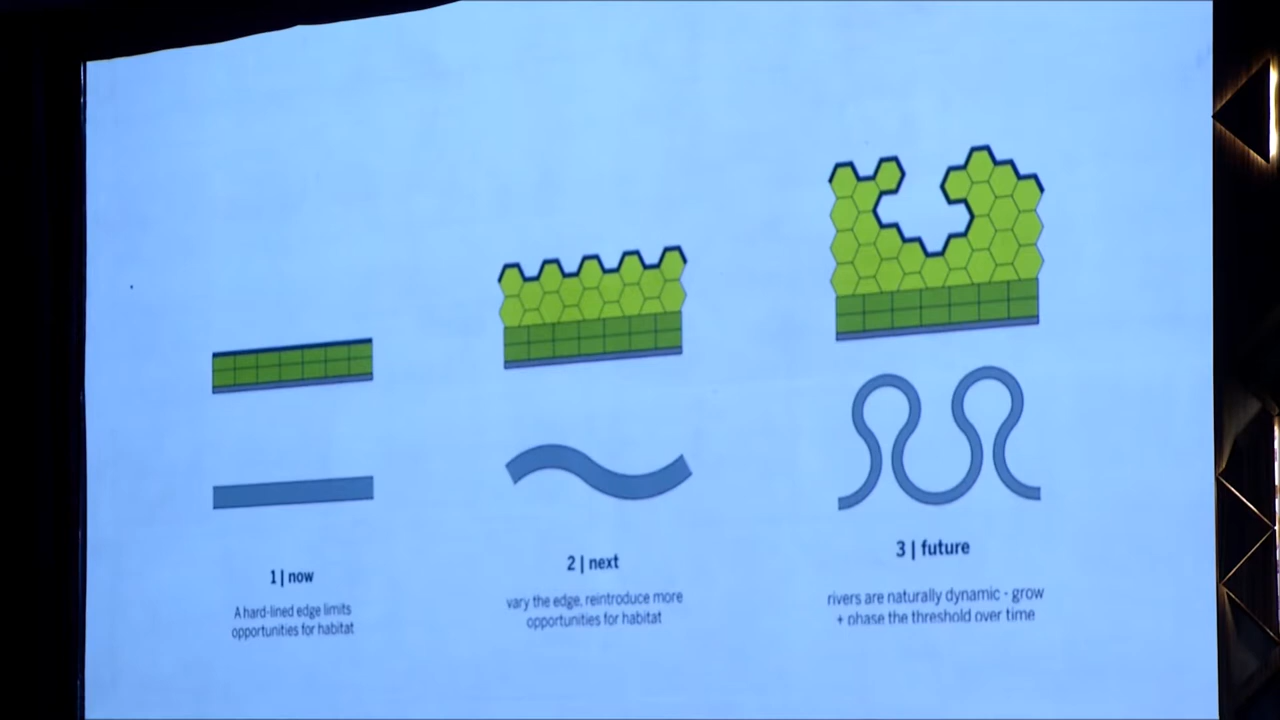 1 | now
A hard-lined edge limits
opportunities for habitat
2 | next
vary the edge, reintroduce more
opportunities for habitat
3 | future
rivers are naturally dynamic - grow
+ phase the threshold over time